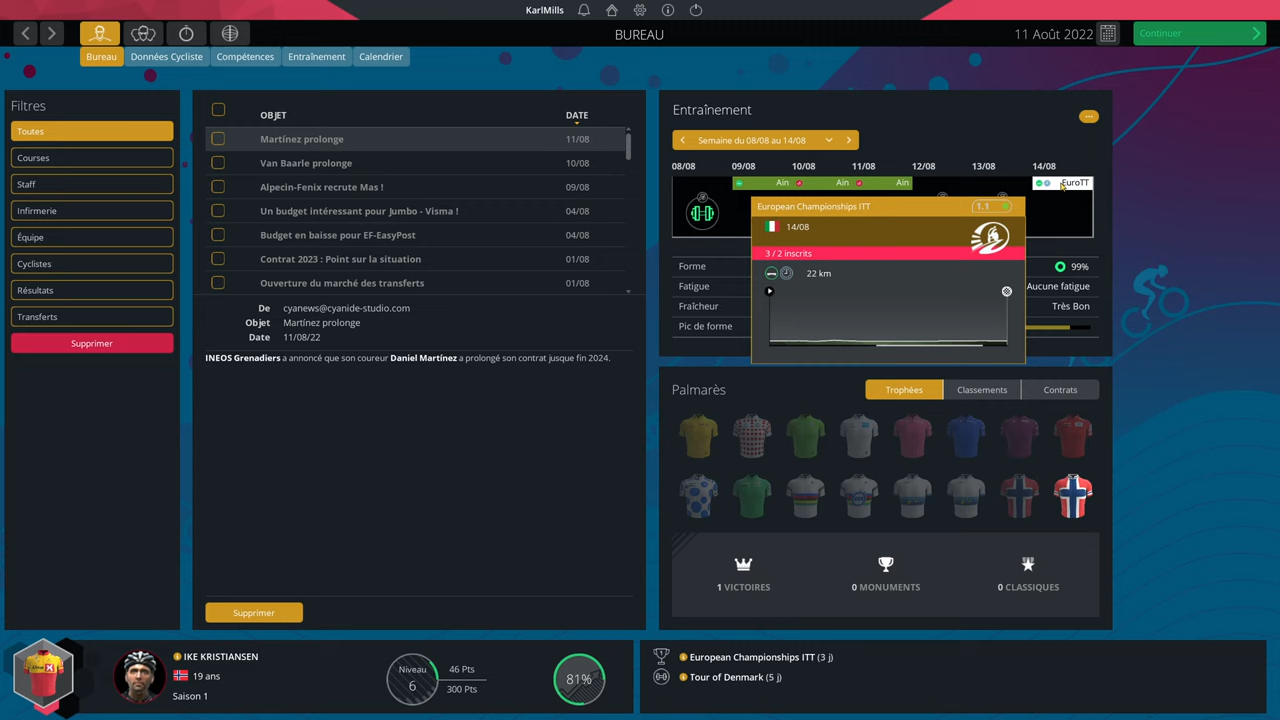 KarlMills
BUREAU
11 Août 2022
Continuer
Bureau
Données Cycliste
Compétences
Entraînement
Calendrier
Filtres
Toutes
Courses
Staff
Infirmerie
Équipe
Cyclistes
Résultats
Transferts
Supprimer
OBJET DATE
Martínez prolonge 11/08
Van Baarle prolonge 10/08
Alpecin-Fenix recrute Mas ! 09/08
Un budget intéressant pour Jumbo - Visma ! 04/08
Budget en baisse pour EF-EasyPost 04/08
Contrat 2023 : Point sur la situation 01/08
Ouverture du marché des transferts 01/08
De cyanews@cyanide-studio.com
Objet Martínez prolonge
Date 11/08/22
INEOS Grenadiers a annoncé que son coureur Daniel Martínez a prolongé son contrat jusque fin 2024.
Supprimer
Entraînement
Semaine du 08/08 au 14/08
08/08 09/08 10/08 11/08 12/08 13/08 14/08
Ain Ain Ain EuroTT
European Championships ITT 1.1
14/08
3 / 2 inscrits
22 km
Forme 99%
Fatigue Aucune fatigue
Fraîcheur Très Bon
Pic de forme
Palmarès
Trophées
Classements
Contrats
1 VICTOIRES
0 MONUMENTS
0 CLASSIQUES
IKE KRISTIANSEN
19 ans
Saison 1
Niveau
6
46 Pts
300 Pts
81%
European Championships ITT (3 j)
Tour of Denmark (5 j)